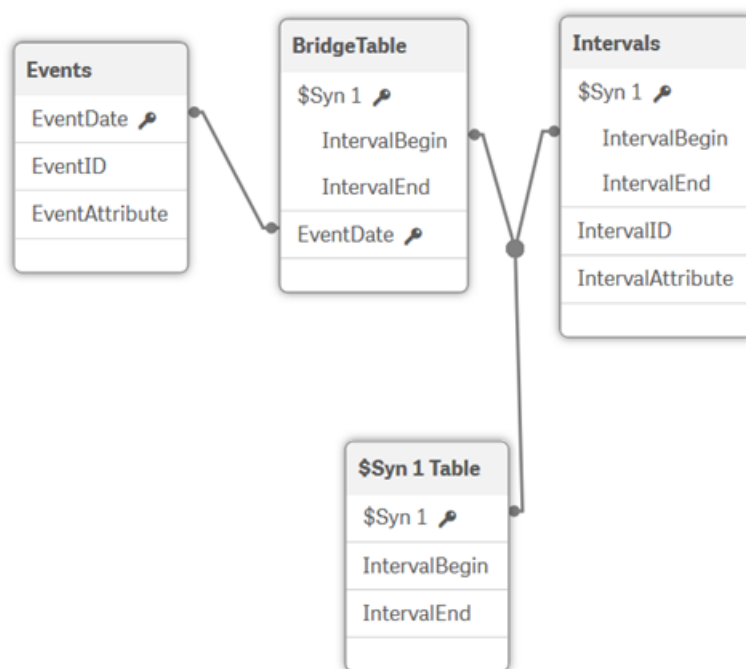 Events
EventDate
EventID
EventAttribute
BridgeTable
$Syn 1
IntervalBegin
IntervalEnd
EventDate
Intervals
$Syn 1
IntervalBegin
IntervalEnd
IntervalID
IntervalAttribute
$Syn 1 Table
$Syn 1
IntervalBegin
IntervalEnd